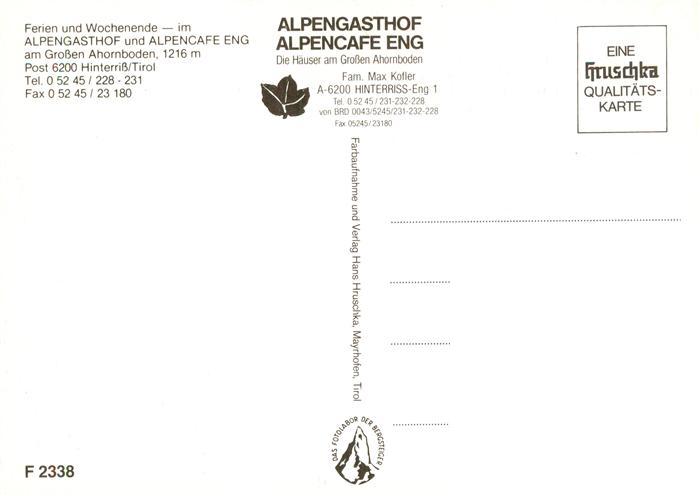 Ferien und Wochenende — im
ALPENGASTHOF und ALPENCAFE ENG
am Großen Ahornboden, 1216 m
Post 6200 Hinterriß/Tirol
Tel. 0 52 45 / 228 - 231
Fax 0 52 45 / 23 180
ALPENGASTHOF
ALPENCAFE ENG
Die Häuser am Großen Ahornboden
Fam. Max Kofler
A-6200 HINTERRISS-Eng 1
Tel. 0 52 45 / 231-232-228
von BRD 0043/5245/231-232-228
Fax 05245/23180
EINE
Hruschka
QUALITÄTS-
KARTE
Farbaufnahme und Verlag Hans Hruschka, Mayrhofen, Tirol
DAS FOTOLABOR DER BERGSTEIGER
F 2338